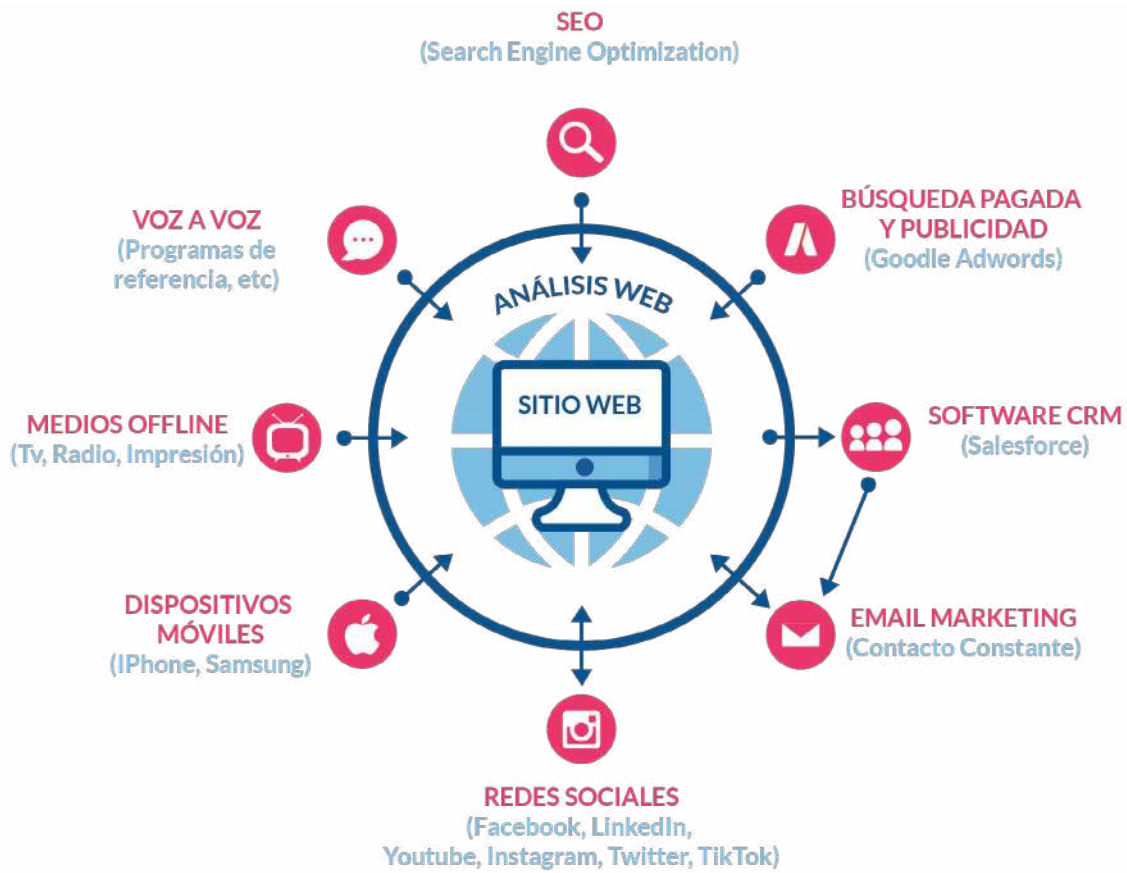 SEO
(Search Engine Optimization)
VOZ A VOZ
(Programas de
referencia, etc)
BÚSQUEDA PAGADA
Y PUBLICIDAD
(Goodle Adwords)
ANÁLISIS WEB
SITIO WEB
MEDIOS OFFLINE
(Tv, Radio, Impresión)
SOFTWARE CRM
(Salesforce)
DISPOSITIVOS
MÓVILES
(IPhone, Samsung)
EMAIL MARKETING
(Contacto Constante)
REDES SOCIALES
(Facebook, LinkedIn,
Youtube, Instagram, Twitter, TikTok)